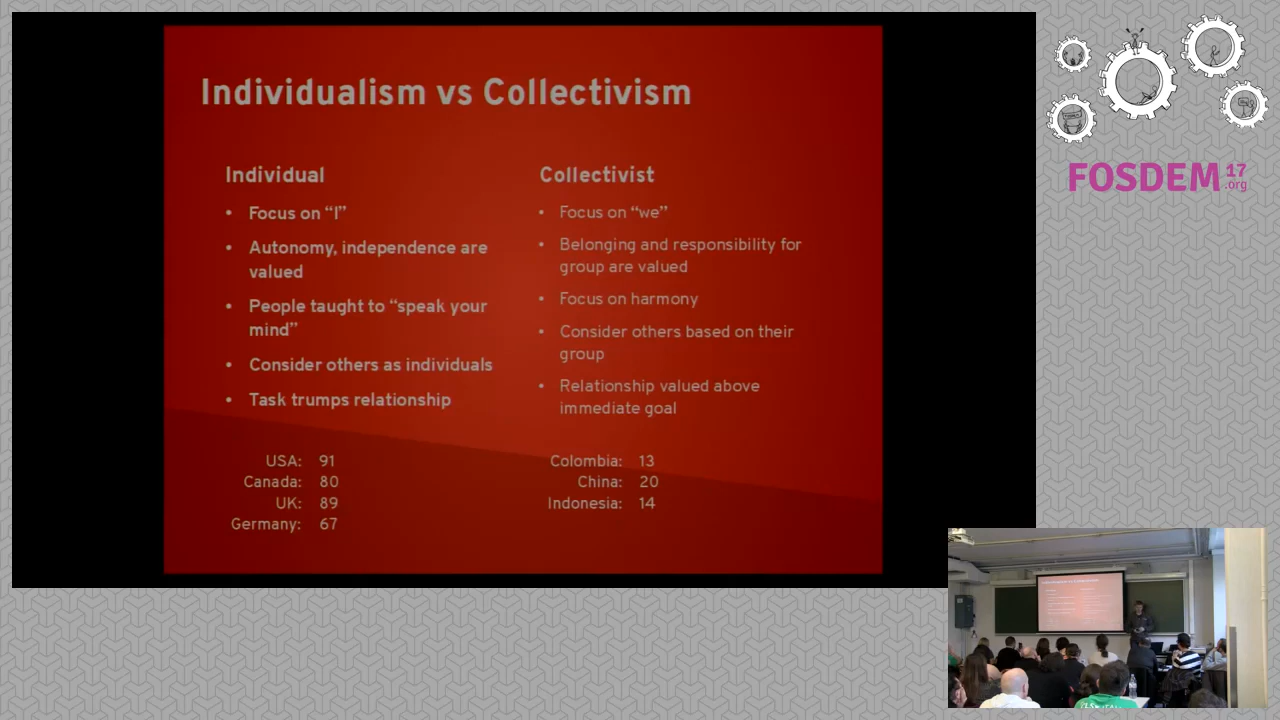 Individualism vs Collectivism
Individual
• Focus on “I”
• Autonomy, independence are
valued
• People taught to “speak your
mind”
• Consider others as individuals
• Task trumps relationship
USA: 91
Canada: 80
UK: 89
Germany: 67
Collectivist
• Focus on “we”
• Belonging and responsibility for
group are valued
• Focus on harmony
• Consider others based on their
group
• Relationship valued above
immediate goal
Colombia: 13
China: 20
Indonesia: 14
FOSDEM 17
.org